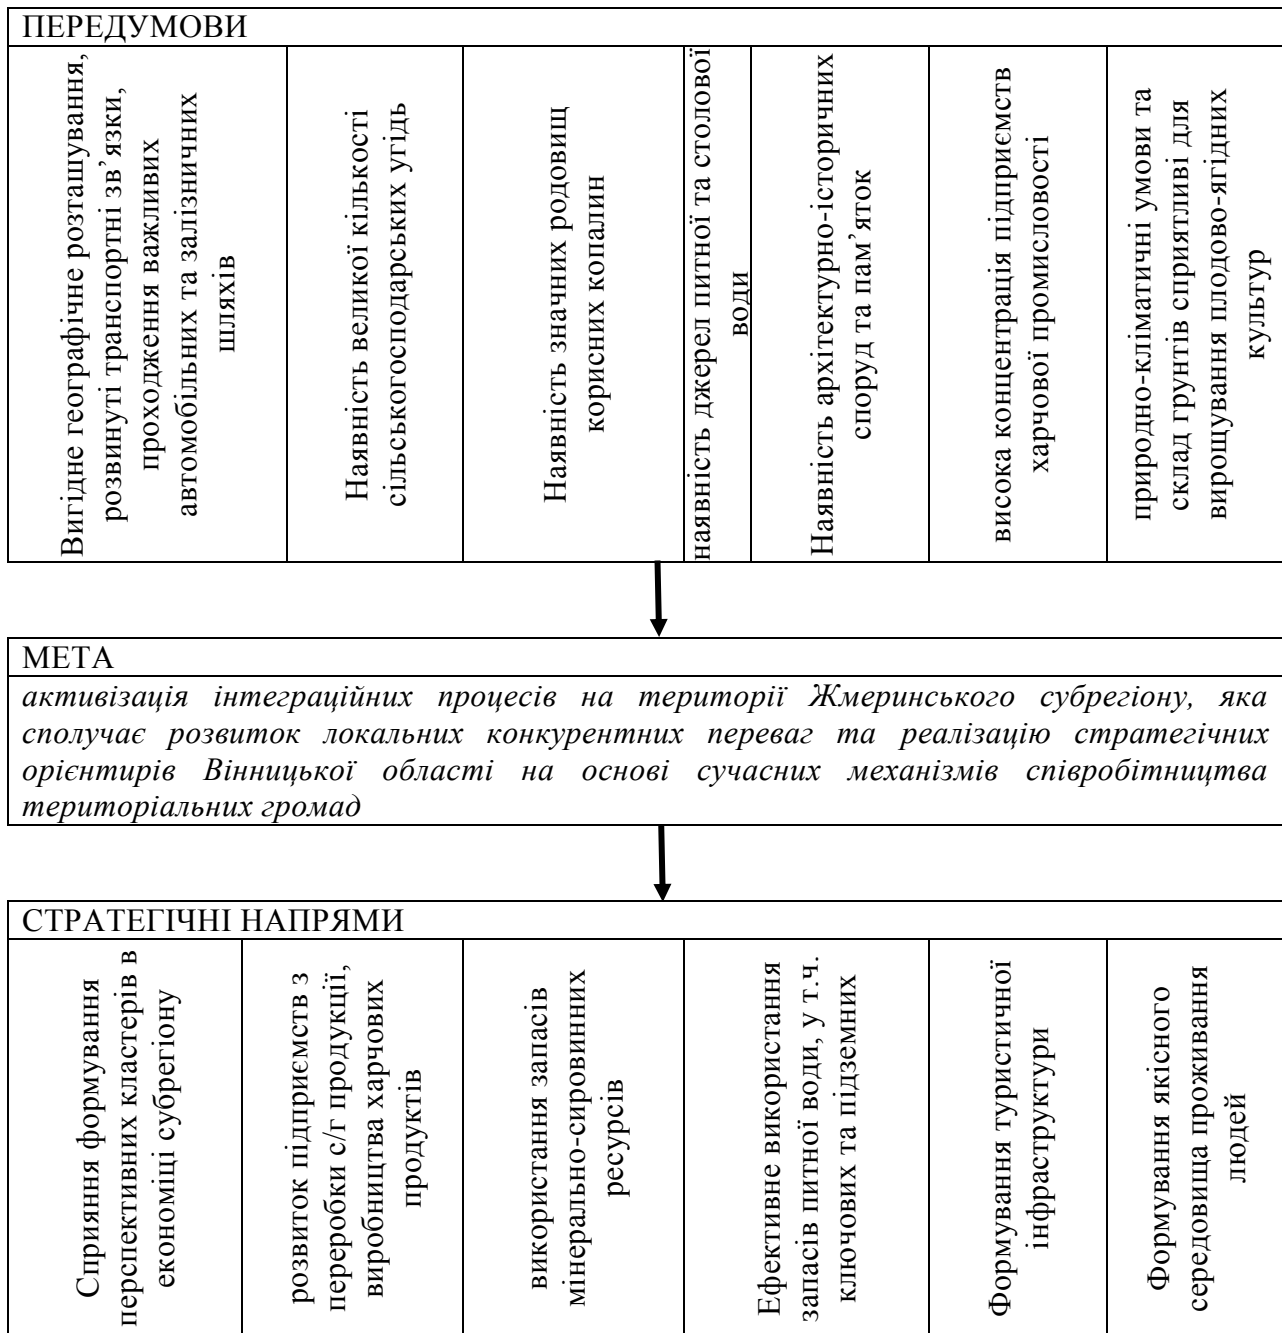 ПЕРЕДУМОВИ
Вигідне географічне розташування,
розвинуті транспортні зв’язки,
проходження важливих
автомобільних та залізничних
шляхів
Наявність великої кількості
сільськогосподарських угідь
Наявність значних родовищ
корисних копалин
наявність джерел питної та столової
води
Наявність архітектурно-історичних
споруд та пам’яток
висока концентрація підприємств
харчової промисловості
природно-кліматичні умови та
склад грунтів сприятливі для
вирощування плодово-ягідних
культур
МЕТА
активізація інтеграційних процесів на території Жмеринського субрегіону, яка
сполучає розвиток локальних конкурентних переваг та реалізацію стратегічних
орієнтирів Вінницької області на основі сучасних механізмів співробітництва
територіальних громад
СТРАТЕГІЧНІ НАПРЯМИ
Сприяння формування
перспективних кластерів в
економіці субрегіону
розвиток підприємств з
переробки с/г продукції,
виробництва харчових
продуктів
використання запасів
мінерально-сировинних
ресурсів
Ефективне використання
запасів питної води, у т.ч.
ключових та підземних
Формування туристичної
інфраструктури
Формування якісного
середовища проживання
людей